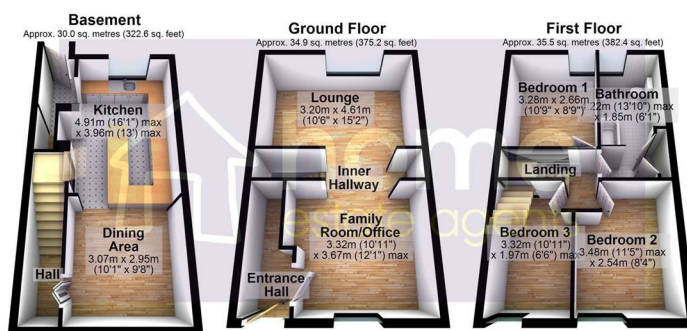 Basement
Approx. 30.0 sq. metres (322.6 sq. feet)
Kitchen
4.91m (16'1") max
x 3.96m (13') max
Dining
Area
3.07m x 2.95m
(10'1" x 9'8")
Hall
Ground Floor
Approx. 34.9 sq. metres (375.2 sq. feet)
Lounge
3.20m x 4.61m
(10'6" x 15'2")
Inner
Hallway
Family
Room/Office
3.32m (10'11")
x 3.67m (12'1") max
Entrance
Hall
First Floor
Approx. 35.5 sq. metres (382.4 sq. feet)
Bedroom 1
3.28m x 2.66m
(10'9" x 8'9")
Bathroom
22m (13'10") max
x 1.85m (6'1")
Landing
Bedroom 3
3.32m (10'11")
x 1.97m (6'6") max
Bedroom 2
3.48m (11'5") max
x 2.54m (8'4")
home
estate agents